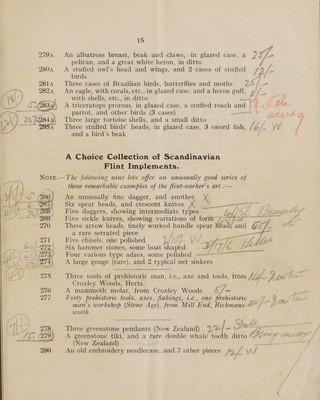 15
279A An albatross breast, beak and claws, in glazed case, a
pelican, and a great white heron, in ditto 25/-
280A A stuffed owl's head and wings, and 2 cases of stuffed
birds 12/-
281A Three cases of Brazilian birds, butterflies and moths 25/-
282A An eagle, with corals, etc., in glazed case, and a heron gull,
with shells, etc., in ditto
283A A triceratops prorsus, in glazed case, a stuffed roach and
parrot, and other birds (3 cases)
18/-
284A Three large tortoise shells, and a small ditto
285A Three stuffed birds' heads, in glazed case, 3 sword fish, 16/-
and a bird's beak
A Choice Collection of Scandinavian
Flint Implements.
NOTE.—The following nine lots offer an unusually good series of
these remarkable examples of the flint-worker's art :—
266 An unusually fine dagger, and another X
267 Six spear heads, and crescent knives X
268 Five daggers, showing intermediate types
269 Five sickle knives, showing variations of form
270 Three arrow heads, finely worked handle spear head, and
a rare serrated piece
271 Five chisels, one polished
272 Six hammer stones, some boat shaped
273 Four various type adzes, some polished
274 A large gouge (rare), and 2 typical net sinkers
275 Three tools of prehistoric man, i.e., axe and tools, from
Croxley Woods, Herts.
276 A mammoth molar, from Croxley Woods 5/-
277 Forty prehistoric tools, axes, flakings, i.e., one prehistoric
men's workshop (Stone Age), from Mill End, Rickmans-
worth
278 Three greenstone pendants (New Zealand) 22/-
279 A greenstone tiki, and a rare double whale tooth ditto
(New Zealand)
280 An old embroidery needlecase, and 7 other pieces 12/-